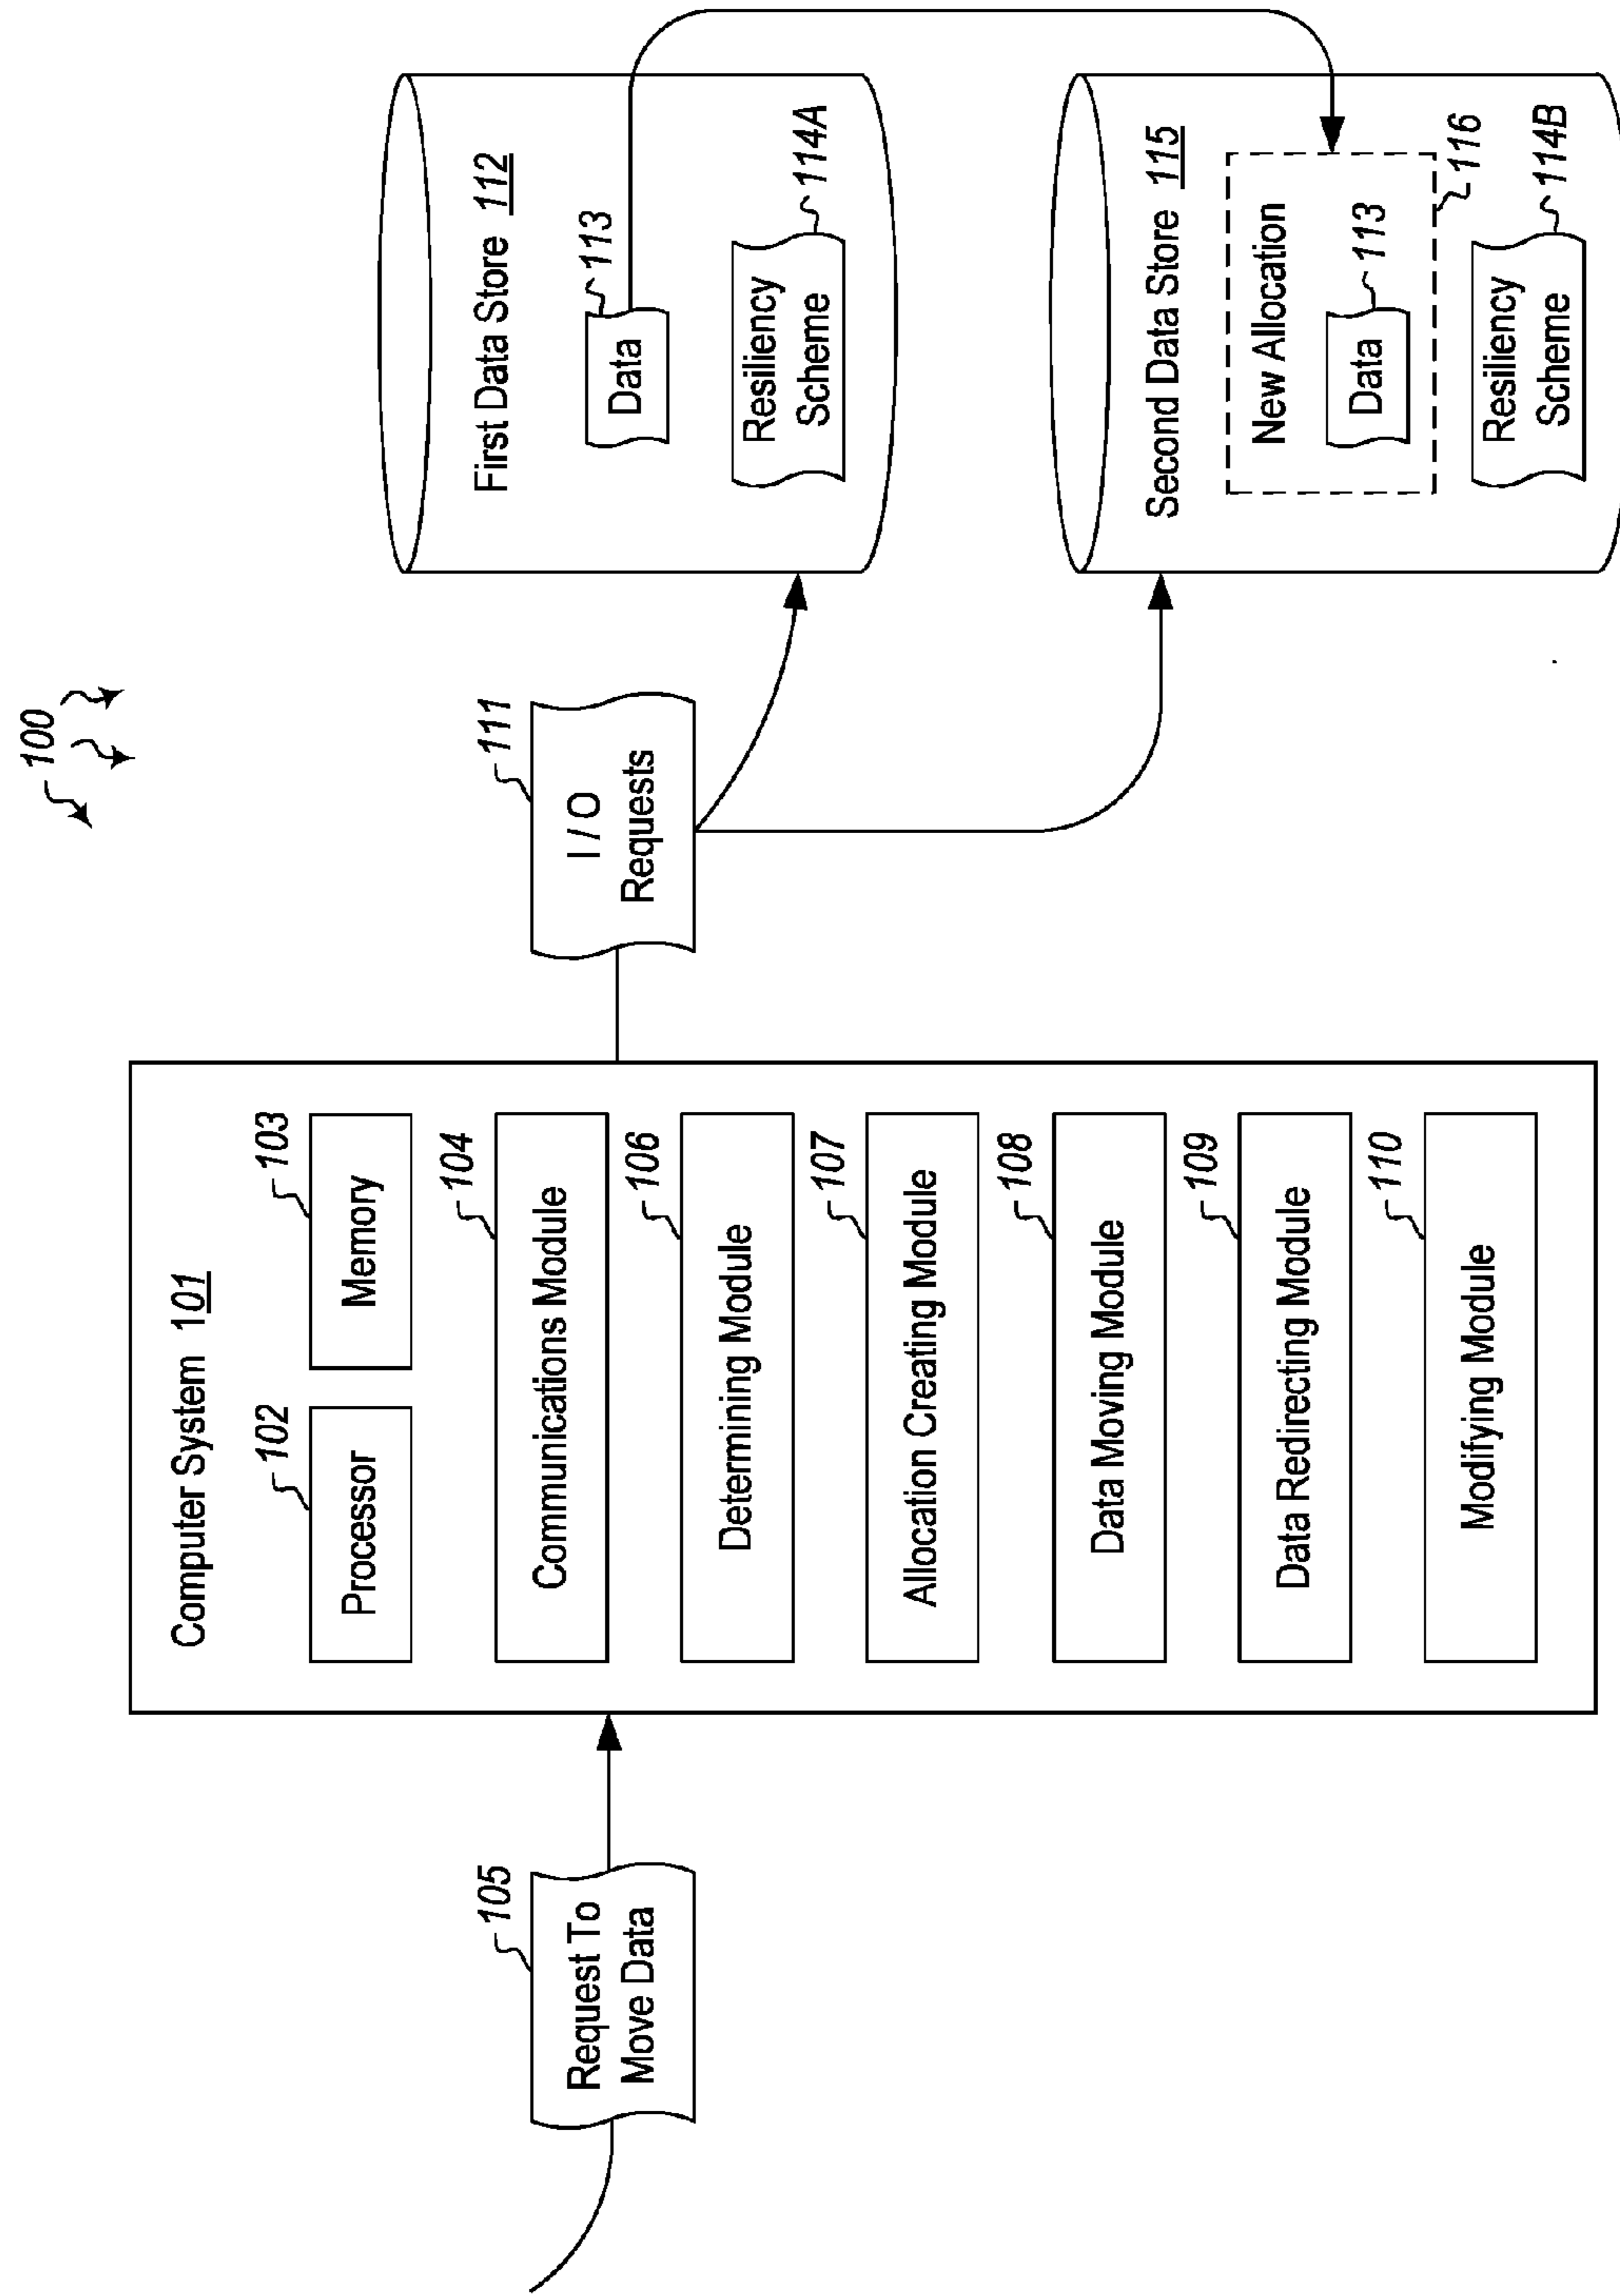 100
105
Request To
Move Data
Computer System 101
102
Processor
103
Memory
104
Communications Module
106
Determining Module
107
Allocation Creating Module
108
Data Moving Module
109
Data Redirecting Module
110
Modifying Module
111
I / O
Requests
First Data Store 112
113
Data
114A
Resiliency
Scheme
Second Data Store 115
New Allocation
113
Data
116
114B
Resiliency
Scheme